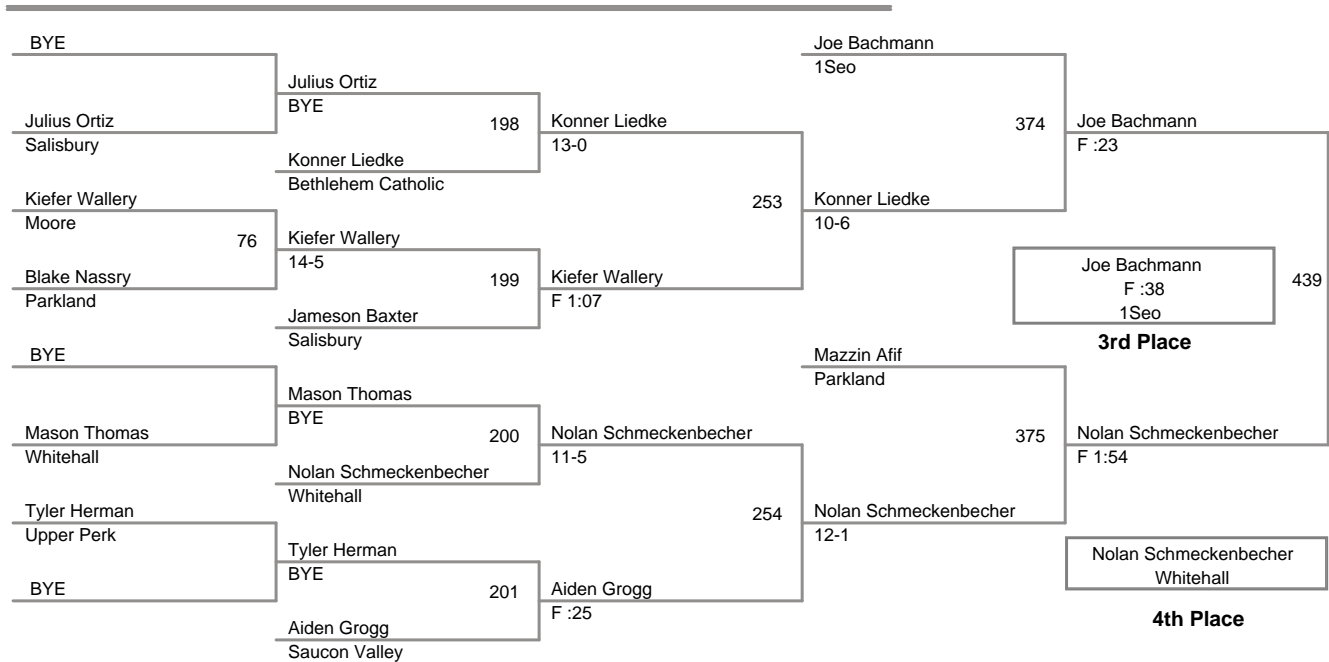 BYE
Joe Bachmann
1Seo
Julius Ortiz
BYE
198
374
Julius Ortiz
Salisbury
Konner Liedke
13-0
Joe Bachmann
F :23
Konner Liedke
Bethlehem Catholic
Kiefer Wallery
Moore
253
Konner Liedke
10-6
76
Kiefer Wallery
14-5
Blake Nassry
Parkland
199
Kiefer Wallery
F 1:07
Joe Bachmann
F :38
1Seo
439
3rd Place
Jameson Baxter
Salisbury
BYE
Mazzin Afif
Parkland
Mason Thomas
BYE
Mason Thomas
Whitehall
200
Nolan Schmeckenbecher
11-5
375
Nolan Schmeckenbecher
F 1:54
Nolan Schmeckenbecher
Whitehall
Tyler Herman
Upper Perk
254
Nolan Schmeckenbecher
12-1
Tyler Herman
BYE
Nolan Schmeckenbecher
Whitehall
BYE
201
Aiden Grogg
F :25
4th Place
Aiden Grogg
Saucon Valley